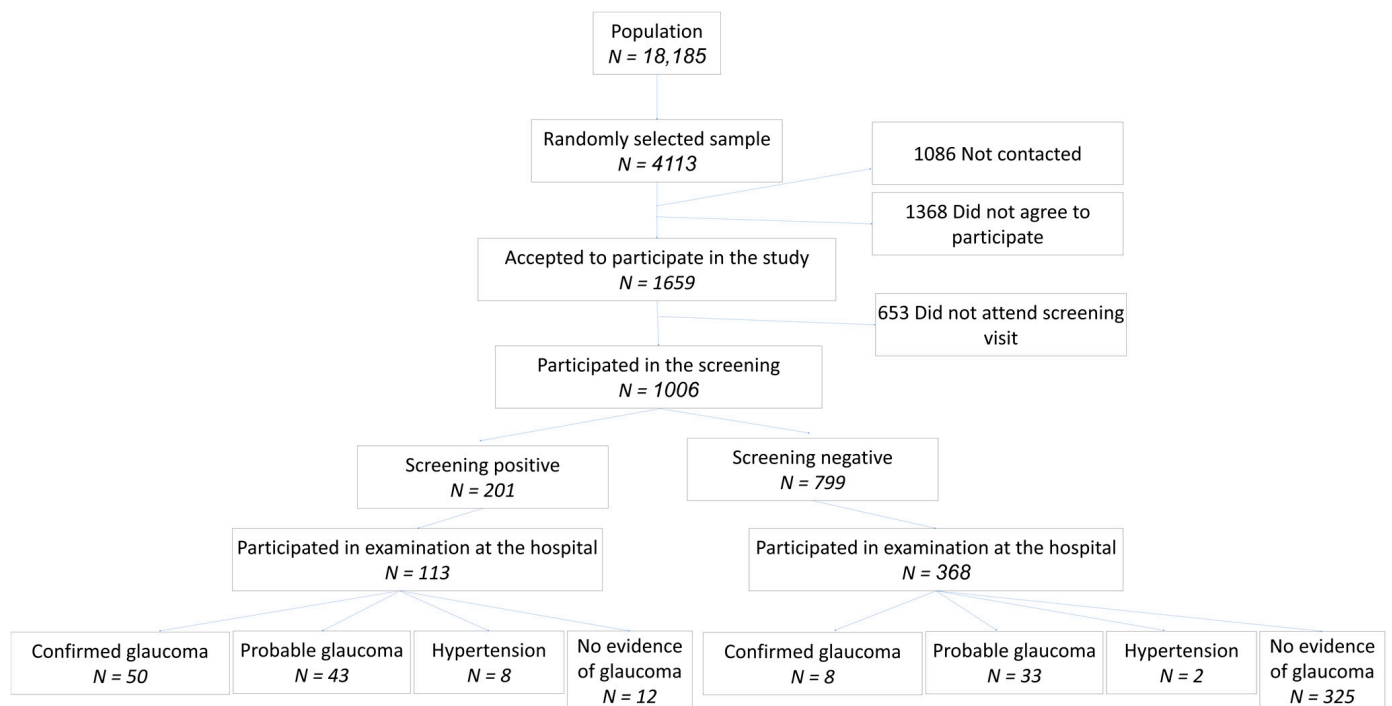 Population
N = 18,185
Randomly selected sample
N = 4113
1086 Not contacted
1368 Did not agree to
participate
Accepted to participate in the study
N = 1659
653 Did not attend screening
visit
Participated in the screening
N = 1006
Screening positive
N = 201
Screening negative
N = 799
Participated in examination at the hospital
N = 113
Participated in examination at the hospital
N = 368
Confirmed glaucoma
N = 50
Probable glaucoma
N = 43
Hypertension
N = 8
No evidence
of glaucoma
N = 12
Confirmed glaucoma
N = 8
Probable glaucoma
N = 33
Hypertension
N = 2
No evidence
of glaucoma
N = 325